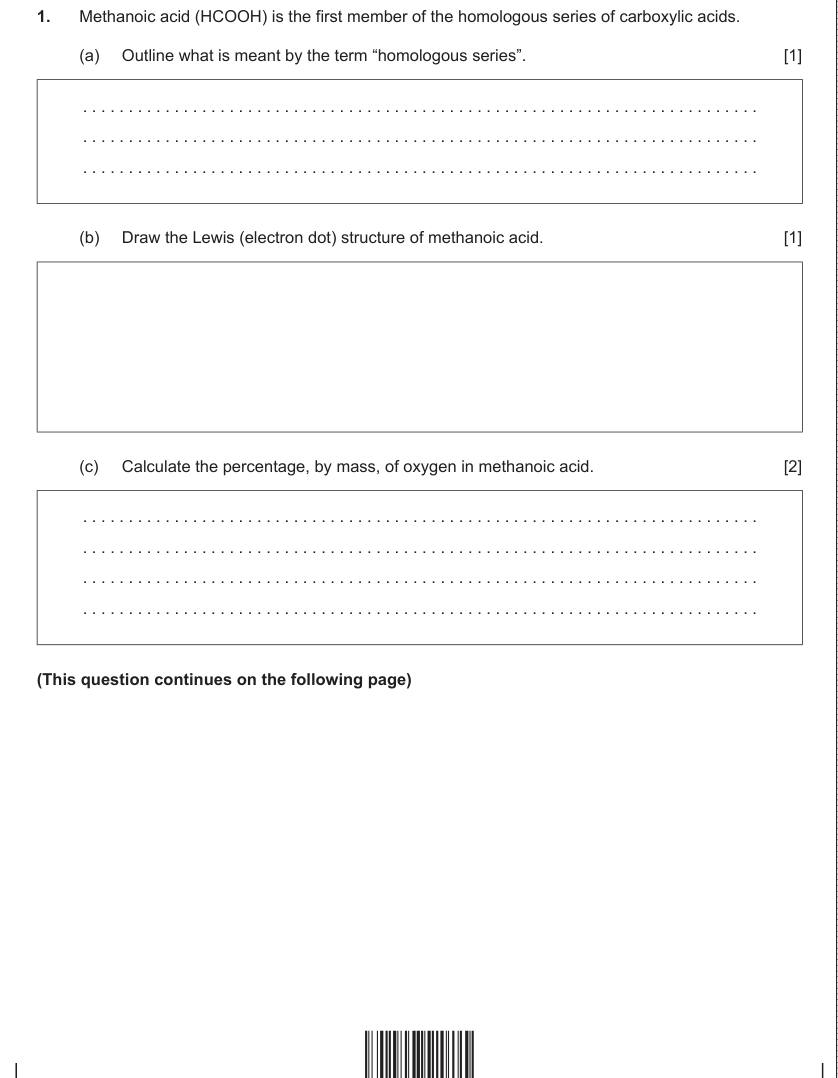 1. Methanoic acid (HCOOH) is the first member of the homologous series of carboxylic acids.
(a) Outline what is meant by the term “homologous series”. [1]
(b) Draw the Lewis (electron dot) structure of methanoic acid. [1]
(c) Calculate the percentage, by mass, of oxygen in methanoic acid. [2]
(This question continues on the following page)